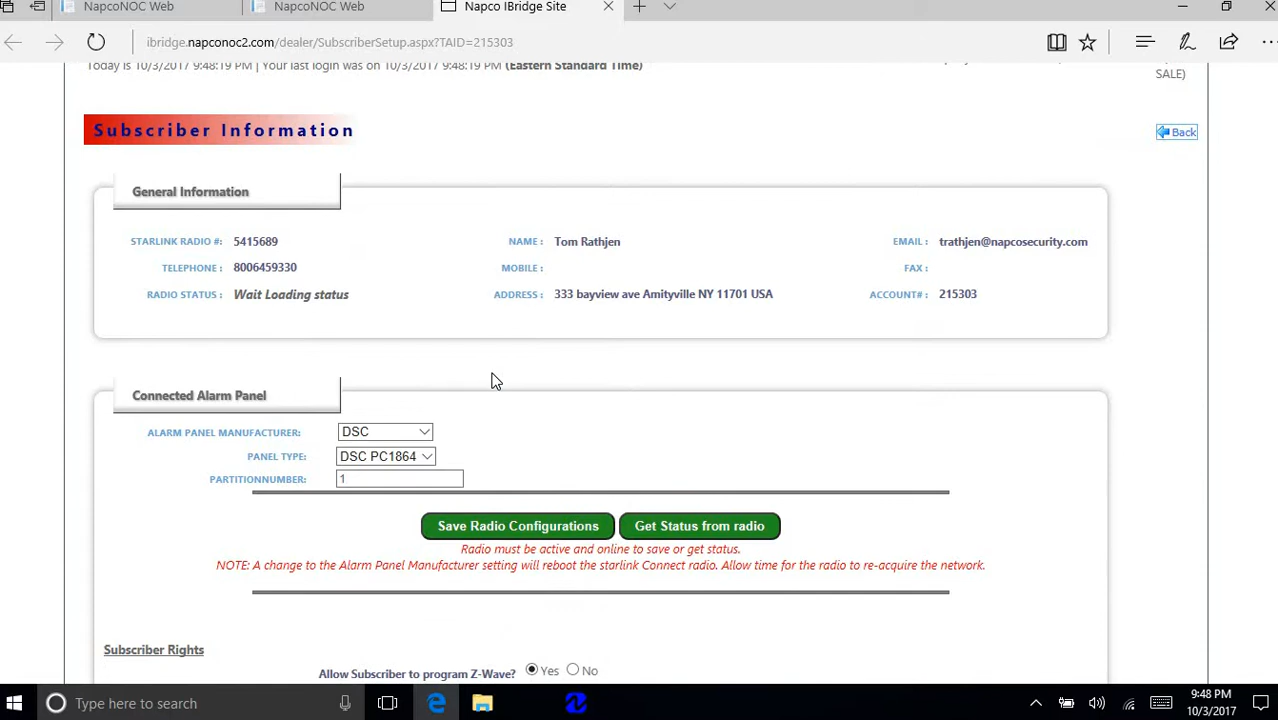 NapcoNOC Web
NapcoNOC Web
Napco IBridge Site
ibridge.napconoc2.com/dealer/SubscriberSetup.aspx?TAID=215303
Today is 10/3/2017 9:48:19 PM | Your last login was on 10/3/2017 9:48:19 PM (Eastern Standard Time)
SALE)
Subscriber Information
Back
General Information
STARLINK RADIO #: 5415689
NAME : Tom Rathjen
EMAIL : trathjen@napcosecurity.com
TELEPHONE : 8006459330
MOBILE :
FAX :
RADIO STATUS : Wait Loading status
ADDRESS : 333 bayview ave Amityville NY 11701 USA
ACCOUNT# : 215303
Connected Alarm Panel
ALARM PANEL MANUFACTURER: DSC
PANEL TYPE: DSC PC1864
PARTITIONNUMBER: 1
Save Radio Configurations Get Status from radio
Radio must be active and online to save or get status.
NOTE: A change to the Alarm Panel Manufacturer setting will reboot the starlink Connect radio. Allow time for the radio to re-acquire the network.
Subscriber Rights
Allow Subscriber to program Z-Wave? Yes No
Type here to search
9:48 PM
10/3/2017